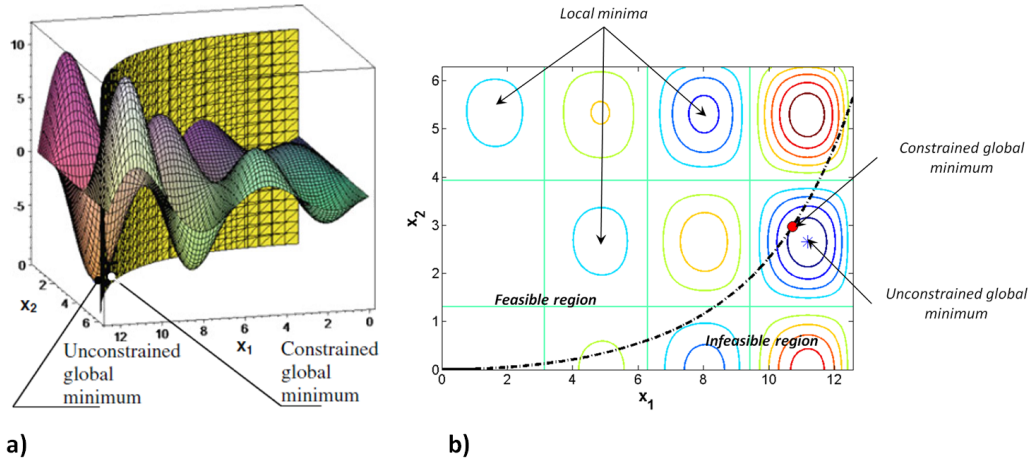 10
5
0
-5
0
2
4
6
x₂
12
10
8
6
4
2
0
x₁
Unconstrained
global
minimum
Constrained
global
minimum
a)
Local minima
6
5
4
3
2
1
0
x₂
Feasible region
Infeasible region
0
2
4
6
8
10
12
x₁
Constrained global
minimum
Unconstrained global
minimum
b)